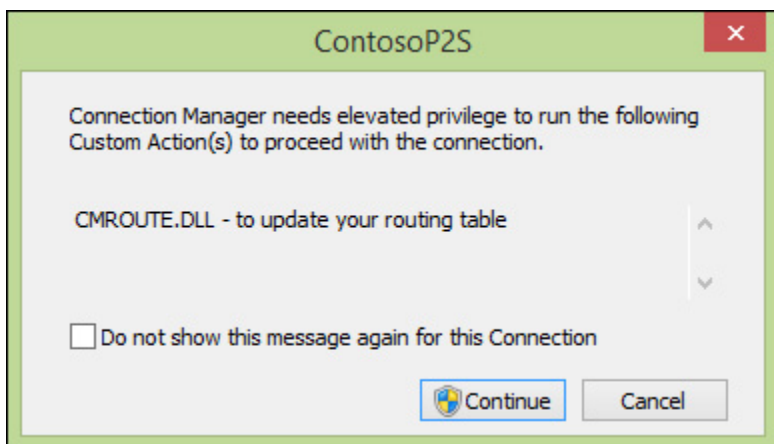 ContosoP2S
Connection Manager needs elevated privilege to run the following
Custom Action(s) to proceed with the connection.
CMROUTE.DLL - to update your routing table
Do not show this message again for this Connection
Continue
Cancel